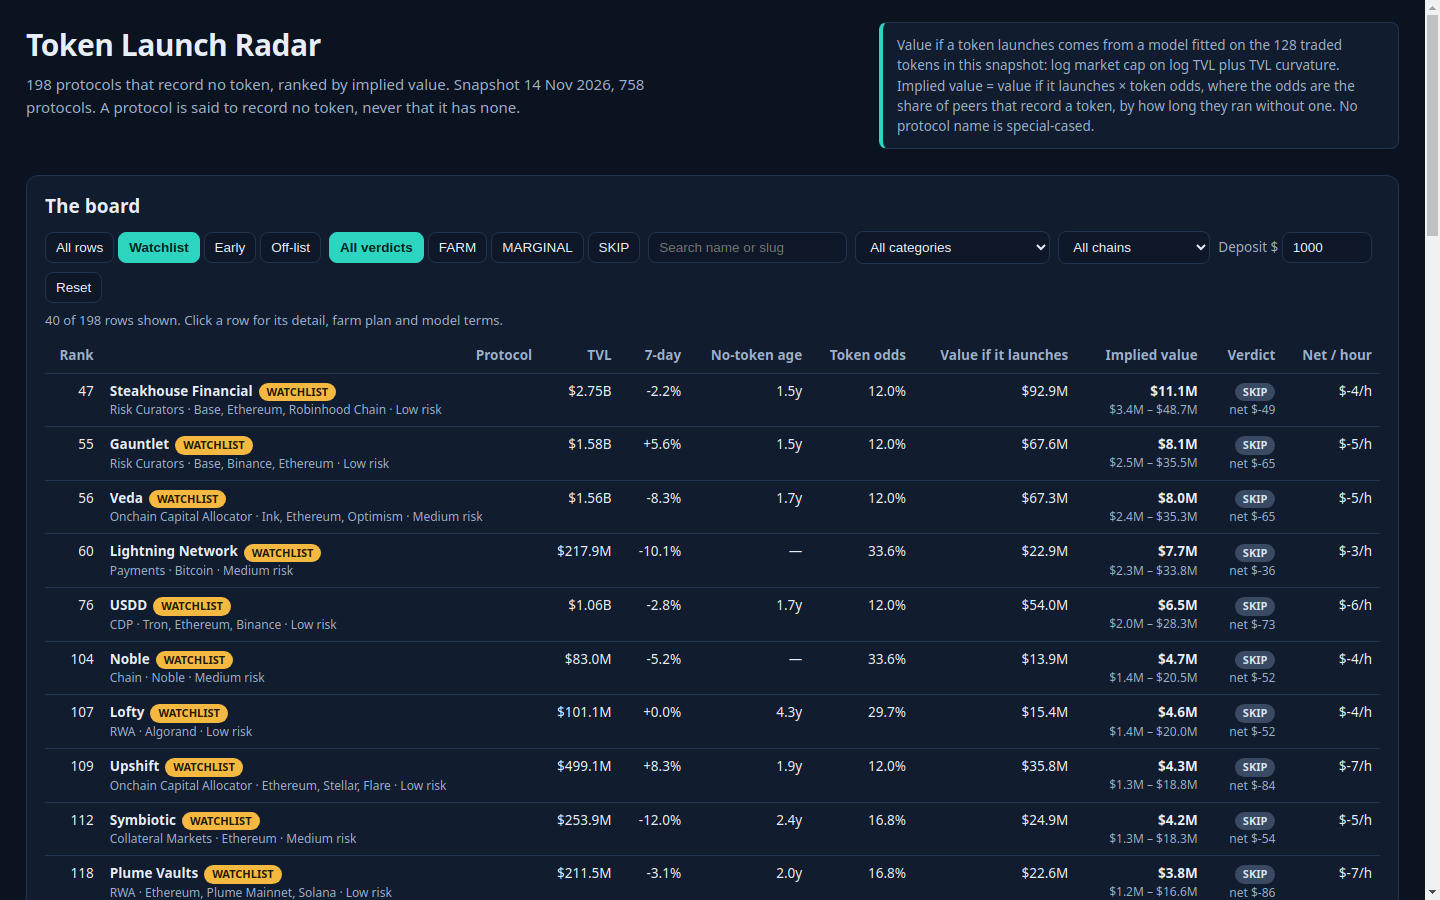 Token Launch Radar
198 protocols that record no token, ranked by implied value. Snapshot 14 Nov 2026, 758
protocols. A protocol is said to record no token, never that it has none.
Value if a token launches comes from a model fitted on the 128 traded
tokens in this snapshot: log market cap on log TVL plus TVL curvature.
Implied value = value if it launches × token odds, where the odds are the
share of peers that record a token, by how long they ran without one. No
protocol name is special-cased.
The board
All rows Watchlist Early Off-list All verdicts FARM MARGINAL SKIP Search name or slug All categories All chains Deposit $ 1000
Reset
40 of 198 rows shown. Click a row for its detail, farm plan and model terms.
Rank Protocol TVL 7-day No-token age Token odds Value if it launches Implied value Verdict Net / hour
47 Steakhouse Financial WATCHLIST $2.75B -2.2% 1.5y 12.0% $92.9M $11.1M SKIP $-4/h
Risk Curators · Base, Ethereum, Robinhood Chain · Low risk $3.4M – $48.7M net $-49
55 Gauntlet WATCHLIST $1.58B +5.6% 1.5y 12.0% $67.6M $8.1M SKIP $-5/h
Risk Curators · Base, Binance, Ethereum · Low risk $2.5M – $35.5M net $-65
56 Veda WATCHLIST $1.56B -8.3% 1.7y 12.0% $67.3M $8.0M SKIP $-5/h
Onchain Capital Allocator · Ink, Ethereum, Optimism · Medium risk $2.4M – $35.3M net $-65
60 Lightning Network WATCHLIST $217.9M -10.1% — 33.6% $22.9M $7.7M SKIP $-3/h
Payments · Bitcoin · Medium risk $2.3M – $33.8M net $-36
76 USDD WATCHLIST $1.06B -2.8% 1.7y 12.0% $54.0M $6.5M SKIP $-6/h
CDP · Tron, Ethereum, Binance · Low risk $2.0M – $28.3M net $-73
104 Noble WATCHLIST $83.0M -5.2% — 33.6% $13.9M $4.7M SKIP $-4/h
Chain · Noble · Medium risk $1.4M – $20.5M net $-52
107 Lofty WATCHLIST $101.1M +0.0% 4.3y 29.7% $15.4M $4.6M SKIP $-4/h
RWA · Algorand · Low risk $1.4M – $20.0M net $-52
109 Upshift WATCHLIST $499.1M +8.3% 1.9y 12.0% $35.8M $4.3M SKIP $-7/h
Onchain Capital Allocator · Ethereum, Stellar, Flare · Low risk $1.3M – $18.8M net $-84
112 Symbiotic WATCHLIST $253.9M -12.0% 2.4y 16.8% $24.9M $4.2M SKIP $-5/h
Collateral Markets · Ethereum · Medium risk $1.3M – $18.3M net $-54
118 Plume Vaults WATCHLIST $211.5M -3.1% 2.0y 16.8% $22.6M $3.8M SKIP $-7/h
RWA · Ethereum, Plume Mainnet, Solana · Low risk $1.2M – $16.6M net $-86